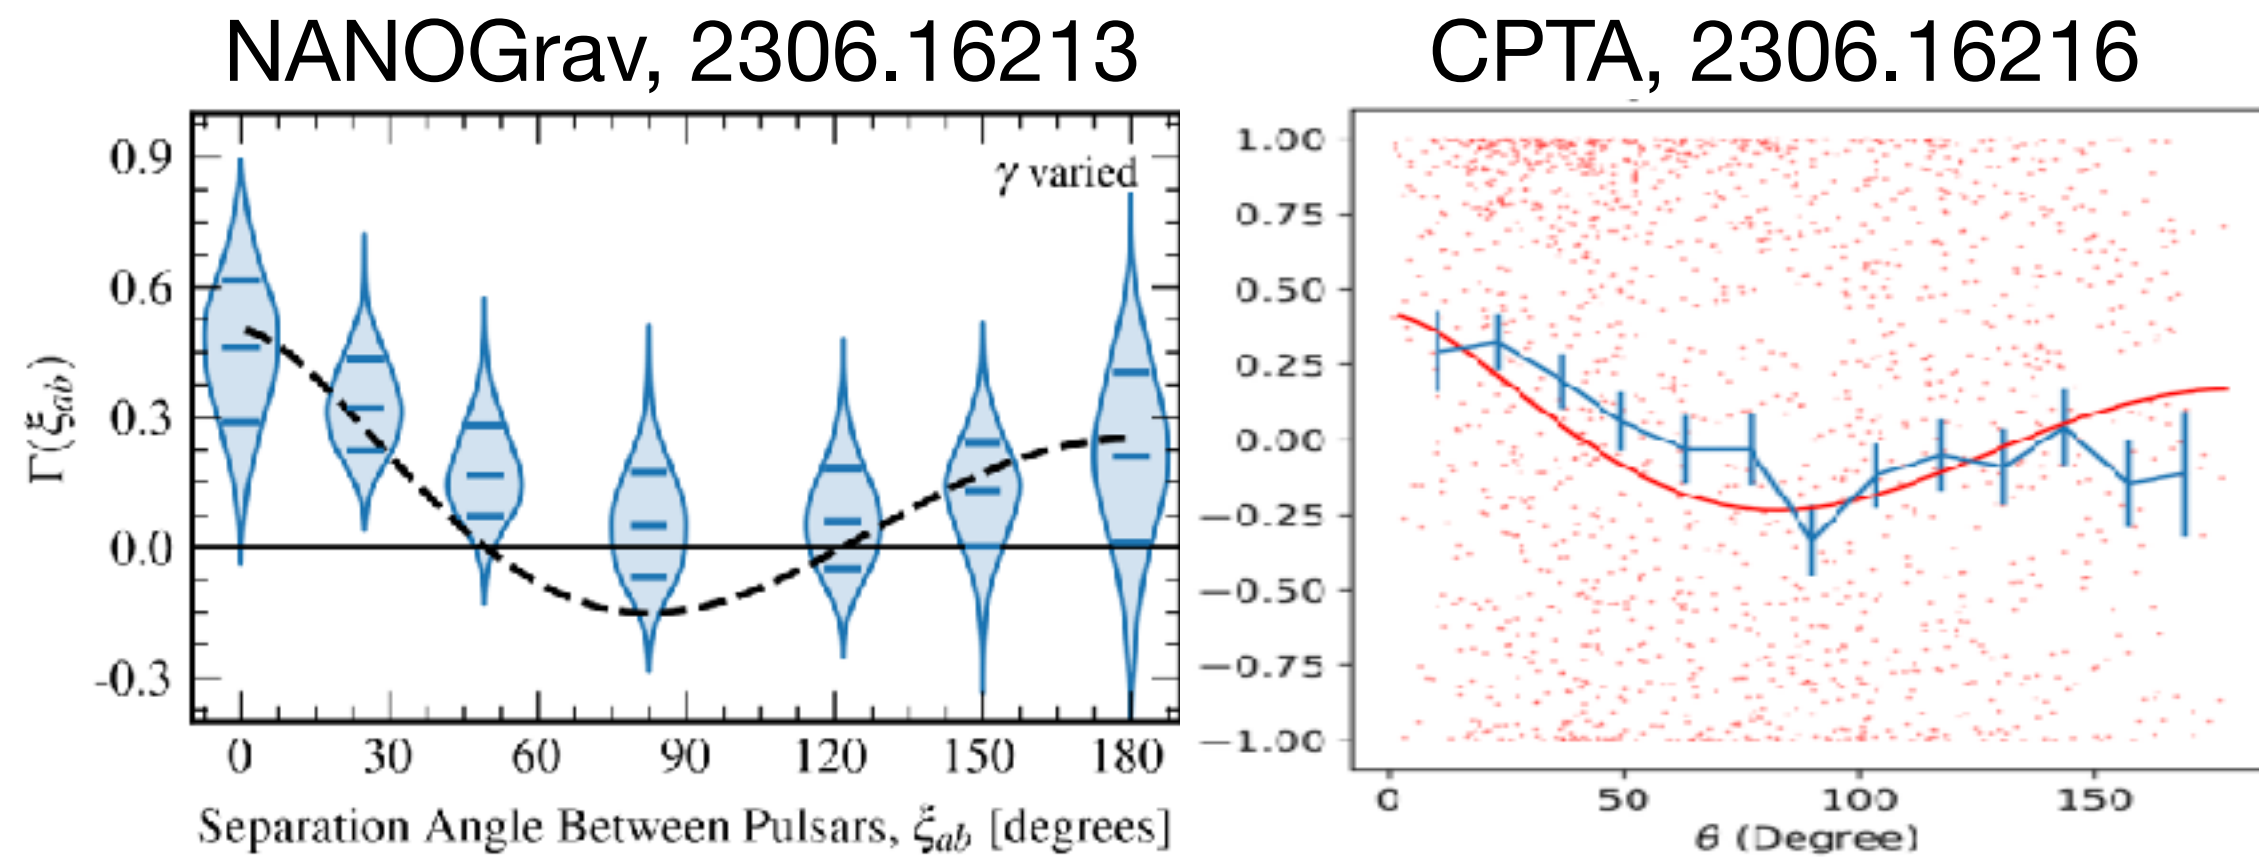 NANOGrav, 2306.16213
CPTA, 2306.16216
γ varied
0.9
0.6
0.3
0.0
-0.3
Γ(ξab)
0 30 60 90 120 150 180
Separation Angle Between Pulsars, ξab [degrees]
1.00
0.75
0.50
0.25
0.00
−0.25
−0.50
−0.75
−1.00
0 50 100 150
θ (Degree)